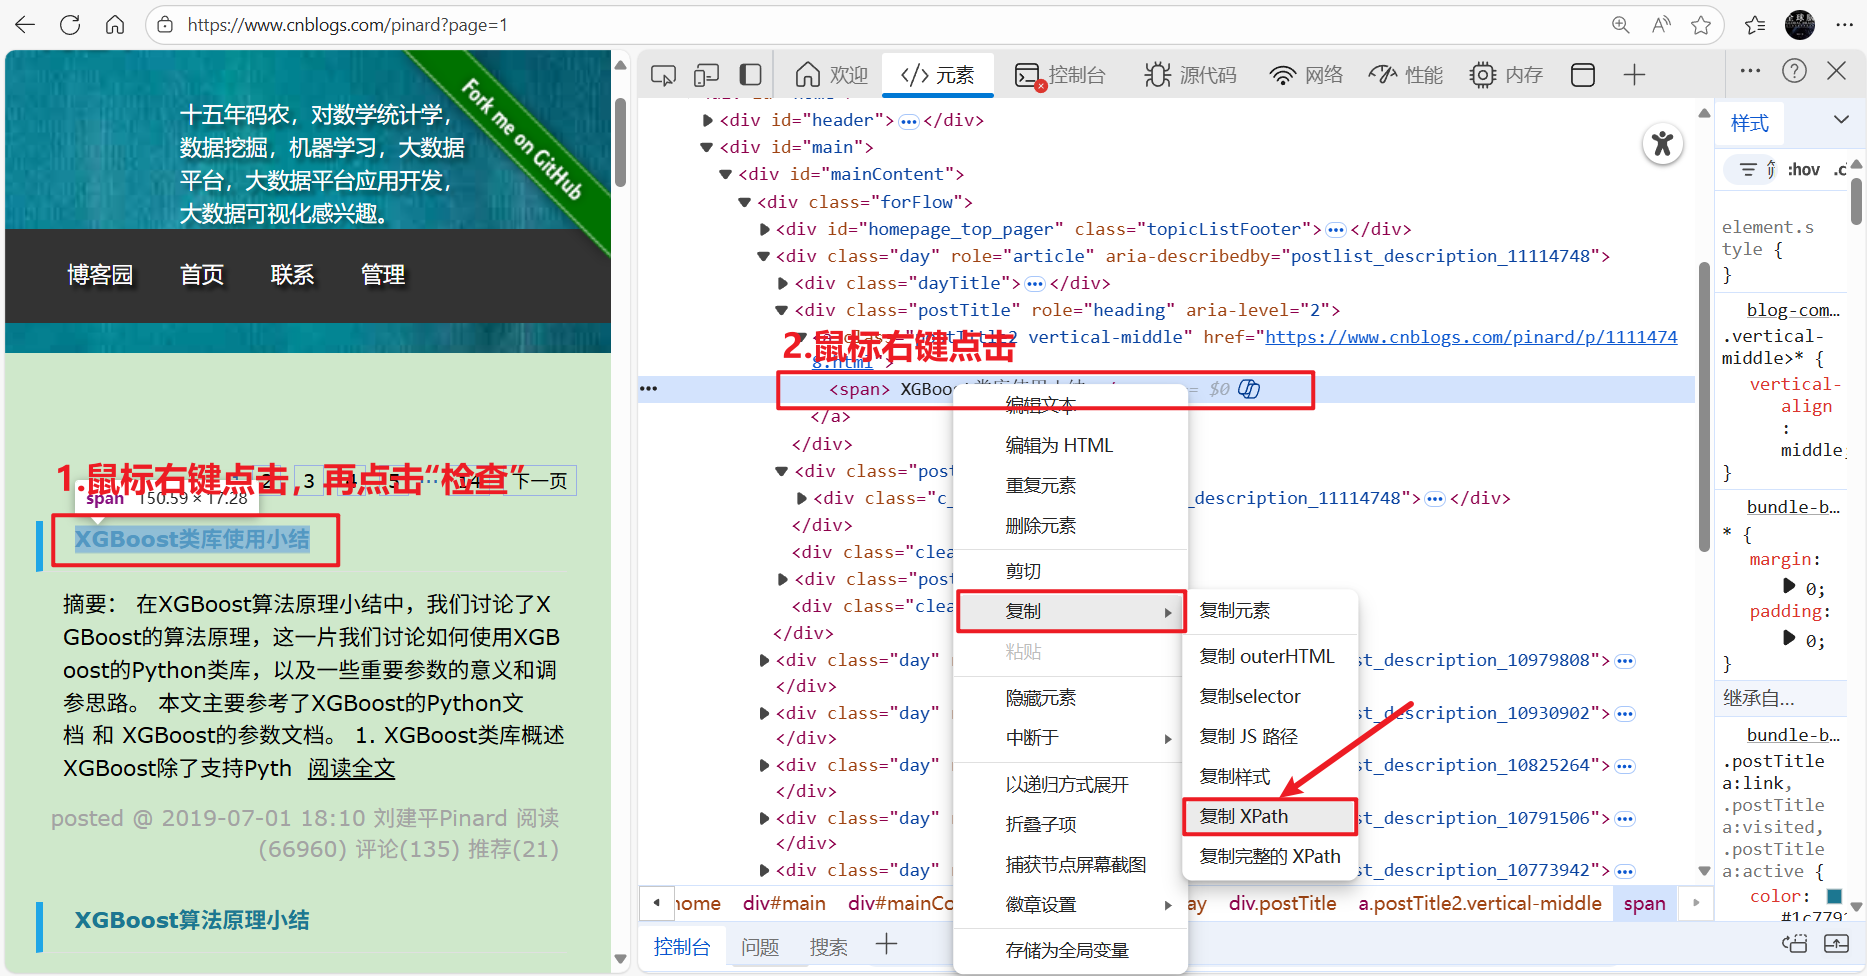 https://www.cnblogs.com/pinard?page=1
十五年码农，对数学统计学，
数据挖掘，机器学习，大数据
平台，大数据平台应用开发，
大数据可视化感兴趣。
Fork me on GitHub
博客园 首页 联系 管理
1.鼠标右键点击，再点击“检查”
2 3 4 5 ··· 14 下一页
span 150.59 × 17.28
XGBoost类库使用小结
摘要： 在XGBoost算法原理小结中，我们讨论了X
GBoost的算法原理，这一片我们讨论如何使用XGB
oost的Python类库，以及一些重要参数的意义和调
参思路。 本文主要参考了XGBoost的Python文
档 和 XGBoost的参数文档。 1. XGBoost类库概述
XGBoost除了支持Pyth 阅读全文
posted @ 2019-07-01 18:10 刘建平Pinard 阅读
(66960) 评论(135) 推荐(21)
XGBoost算法原理小结
欢迎 </> 元素 控制台 源代码 网络 性能 内存
<div id="header"> ••• </div>
<div id="main">
<div id="mainContent">
<div class="forFlow">
<div id="homepage_top_pager" class="topicListFooter"> ••• </div>
<div class="day" role="article" aria-describedby="postlist_description_11114748">
<div class="dayTitle"> ••• </div>
<div class="postTitle" role="heading" aria-level="2">
vertical-middle" href="https://www.cnblogs.com/pinard/p/1111474
8.html">
2.鼠标右键点击
<span> XGBoo
= $0
</a>
</div>
<div class="post
<div class="c_
_description_11114748"> ••• </div>
</div>
<div class="clea
<div class="post
<div class="clea
</div>
<div class="day"
st_description_10979808"> •••
</div>
<div class="day"
st_description_10930902"> •••
</div>
<div class="day"
st_description_10825264"> •••
</div>
<div class="day"
st_description_10791506"> •••
</div>
<div class="day"
st_description_10773942"> •••
编辑文本
编辑为 HTML
重复元素
删除元素
剪切
复制
粘贴
隐藏元素
中断于
以递归方式展开
折叠子项
捕获节点屏幕截图
徽章设置
存储为全局变量
复制元素
复制 outerHTML
复制selector
复制 JS 路径
复制样式
复制 XPath
复制完整的 XPath
home div#main div#mainCo ay div.postTitle a.postTitle2.vertical-middle span
控制台 问题 搜索
样式
:hov .c
element.s
tyle {
}
blog-com…
.vertical-
middle>* {
vertical-
align
:
middle;
}
bundle-b…
* {
margin:
0;
padding:
0;
}
继承自…
bundle-b…
.postTitle
a:link,
.postTitle
a:visited,
.postTitle
a:active {
color:
#1c779